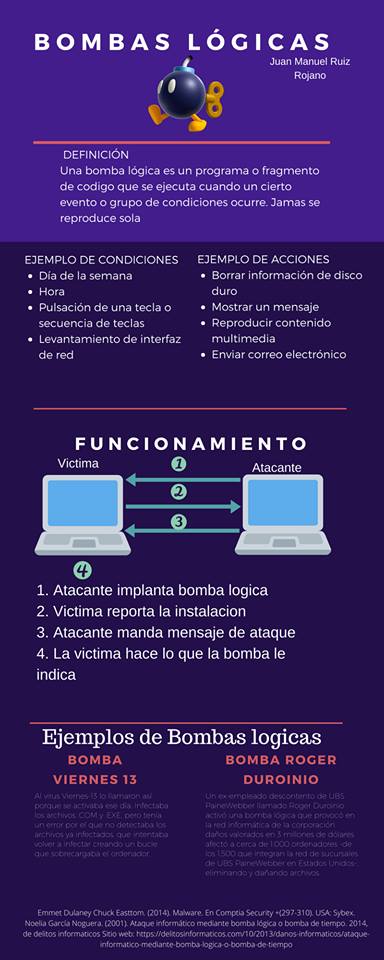 BOMBAS LÓGICAS
Juan Manuel Ruiz
Rojano
DEFINICIÓN
Una bomba lógica es un programa o fragmento
de codigo que se ejecuta cuando un cierto
evento o grupo de condiciones ocurre. Jamas se
reproduce sola
EJEMPLO DE CONDICIONES
Día de la semana
Hora
Pulsación de una tecla o
secuencia de teclas
Levantamiento de interfaz
de red
EJEMPLO DE ACCIONES
Borrar información de disco
duro
Mostrar un mensaje
Reproducir contenido
multimedia
Enviar correo electrónico
FUNCIONAMIENTO
Victima
Atacante
1
2
3
4
1. Atacante implanta bomba logica
2. Victima reporta la instalacion
3. Atacante manda mensaje de ataque
4. La victima hace lo que la bomba le
indica
Ejemplos de Bombas logicas
BOMBA
VIERNES 13
Al virus Viernes-13 lo llamaron así
porque se activaba ese día. Infectaba
los archivos .COM y .EXE, pero tenía
un error por el que no detectaba los
archivos ya infectados, que intentaba
volver a infectar creando un bucle
que sobrecargaba el ordenador.
BOMBA ROGER
DUROINIO
Un ex-empleado descontento de UBS
PaineWebber llamado Roger Duroinio
activó una bomba lógica que provocó en
la red informática de la corporación
daños valorados en 3 millones de dólares
afectó a cerca de 1.000 ordenadores -de
los 1.500 que integran la red de sucursales
de UBS PaineWebber en Estados Unidos-
eliminando y dañando archivos.
Emmet Dulaney Chuck Easttom. (2014). Malware. En Comptia Security +(297-310). USA: Sybex.
Noelia García Noguera. (2001). Ataque informático mediante bomba lógica o bomba de tiempo. 2014,
de delitos informaticos Sitio web: https://delitosinformaticos.com/10/2013/danos-informaticos/ataque-
informatico-mediante-bomba-logica-o-bomba-de-tiempo